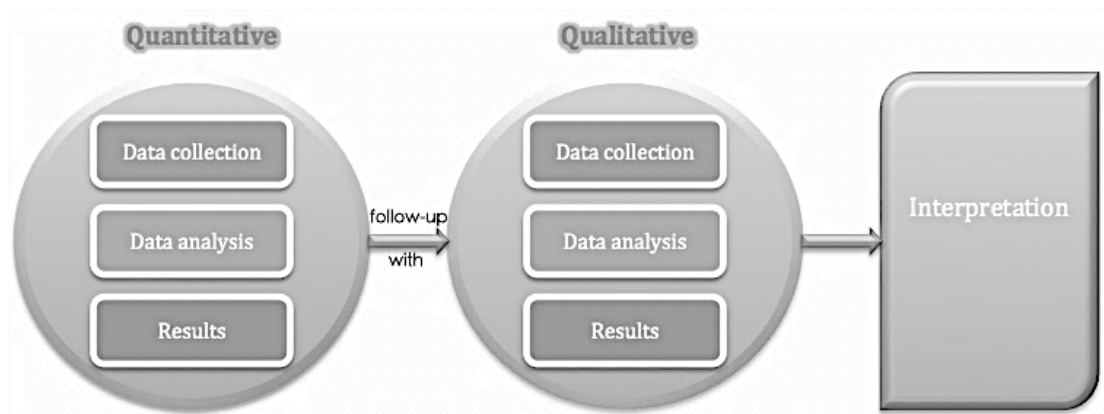 Quantitative
Data collection
Data analysis
Results
follow-up
with
Qualitative
Data collection
Data analysis
Results
Interpretation